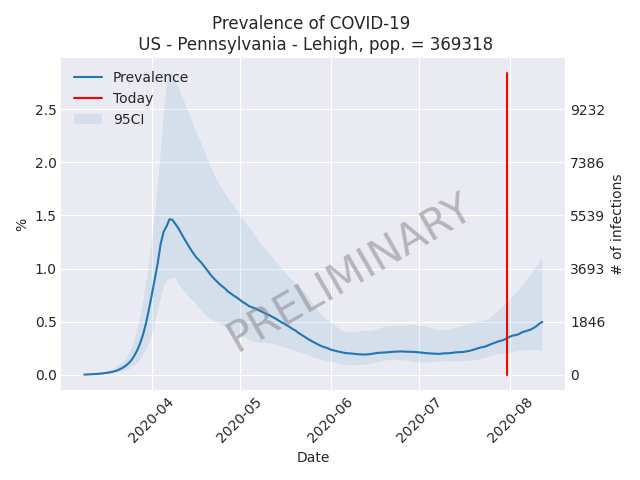 Prevalence of COVID-19
US - Pennsylvania - Lehigh, pop. = 369318
Prevalence
Today
95CI
PRELIMINARY
%
2.5
2.0
1.5
1.0
0.5
0.0
9232
7386
5539
3693
1846
0
# of infections
2020-04
2020-05
2020-06
2020-07
2020-08
Date